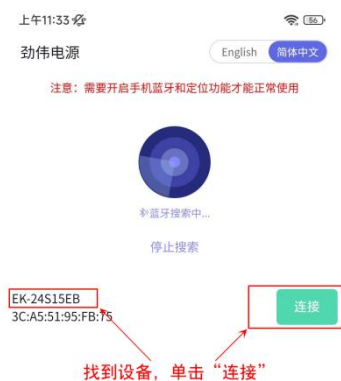 上午11:33
56
劲伟电源
English
简体中文
注意：需要开启手机蓝牙和定位功能才能正常使用
蓝牙搜索中...
停止搜索
EK-24S15EB
3C:A5:51:95:FB:75
连接
找到设备，单击“连接”